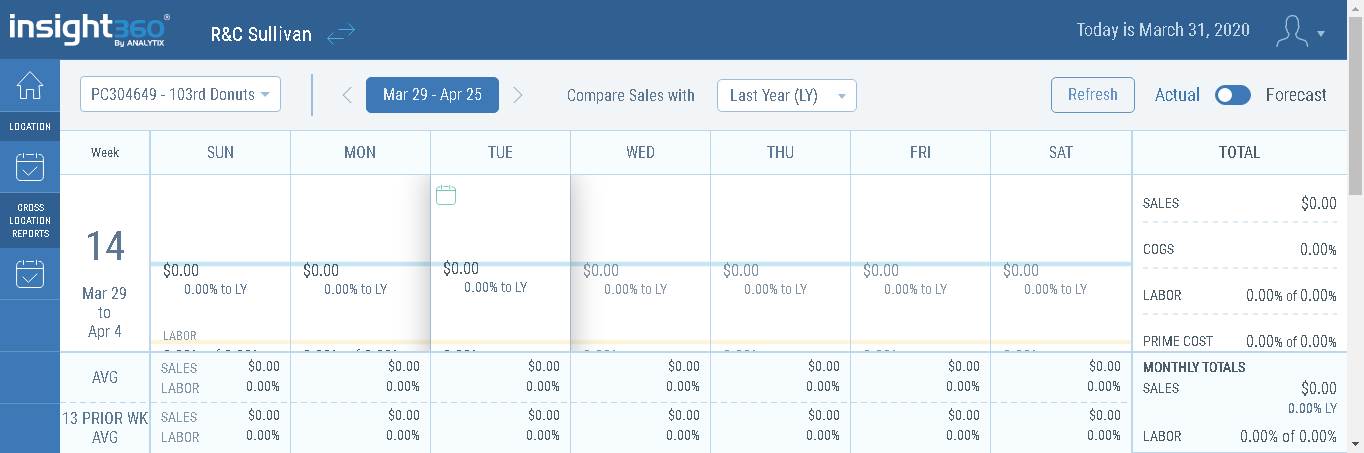 insight360®
By ANALYTIX
R&C Sullivan
Today is March 31, 2020
PC304649 - 103rd Donuts
Mar 29 - Apr 25
Compare Sales with
Last Year (LY)
Refresh
Actual
Forecast
LOCATION
CROSS
LOCATION
REPORTS
Week SUN MON TUE WED THU FRI SAT TOTAL
14
Mar 29
to
Apr 4
$0.00 $0.00 $0.00 $0.00 $0.00 $0.00 $0.00
0.00% to LY 0.00% to LY 0.00% to LY 0.00% to LY 0.00% to LY 0.00% to LY 0.00% to LY
LABOR
SALES $0.00
COGS 0.00%
LABOR 0.00% of 0.00%
PRIME COST 0.00% of 0.00%
AVG
SALES $0.00 $0.00 $0.00 $0.00 $0.00 $0.00 $0.00
LABOR 0.00% 0.00% 0.00% 0.00% 0.00% 0.00% 0.00%
13 PRIOR WK
AVG
SALES $0.00 $0.00 $0.00 $0.00 $0.00 $0.00 $0.00
LABOR 0.00% 0.00% 0.00% 0.00% 0.00% 0.00% 0.00%
MONTHLY TOTALS
SALES $0.00
0.00% LY
LABOR 0.00% of 0.00%